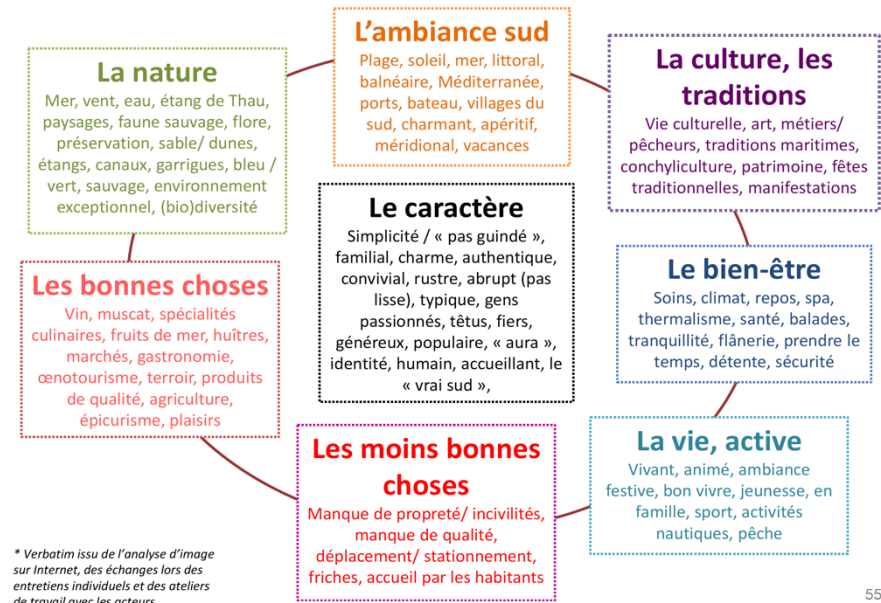 L’ambiance sud
Plage, soleil, mer, littoral,
balnéaire, Méditerranée,
ports, bateau, villages du
sud, charmant, apéritif,
méridional, vacances
La nature
Mer, vent, eau, étang de Thau,
paysages, faune sauvage, flore,
préservation, sable/ dunes,
étangs, canaux, garrigues, bleu /
vert, sauvage, environnement
exceptionnel, (bio)diversité
La culture, les
traditions
Vie culturelle, art, métiers/
pêcheurs, traditions maritimes,
conchyliculture, patrimoine, fêtes
traditionnelles, manifestations
Le caractère
Simplicité / « pas guindé »,
familial, charme, authentique,
convivial, rustre, abrupt (pas
lisse), typique, gens
passionnés, têtus, fiers,
généreux, populaire, « aura »,
identité, humain, accueillant, le
« vrai sud »,
Les bonnes choses
Vin, muscat, spécialités
culinaires, fruits de mer, huîtres,
marchés, gastronomie,
œnotourisme, terroir, produits
de qualité, agriculture,
épicurisme, plaisirs
Le bien-être
Soins, climat, repos, spa,
thermalisme, santé, balades,
tranquillité, flânerie, prendre le
temps, détente, sécurité
Les moins bonnes
choses
Manque de propreté/ incivilités,
manque de qualité,
déplacement/ stationnement,
friches, accueil par les habitants
La vie, active
Vivant, animé, ambiance
festive, bon vivre, jeunesse, en
famille, sport, activités
nautiques, pêche
* Verbatim issu de l’analyse d’image
sur Internet, des échanges lors des
entretiens individuels et des ateliers
de travail avec les acteurs
55